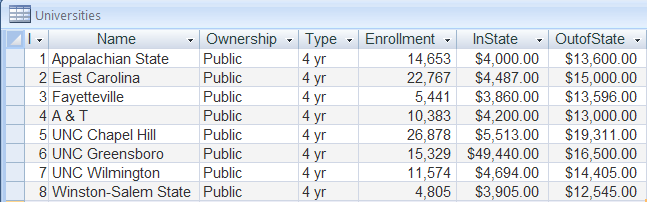 Universities
I Name Ownership Type Enrollment InState OutofState
1 Appalachian State Public 4 yr 14,653 $4,000.00 $13,600.00
2 East Carolina Public 4 yr 22,767 $4,487.00 $15,000.00
3 Fayetteville Public 4 yr 5,441 $3,860.00 $13,596.00
4 A & T Public 4 yr 10,383 $4,200.00 $13,000.00
5 UNC Chapel Hill Public 4 yr 26,878 $5,513.00 $19,311.00
6 UNC Greensboro Public 4 yr 15,329 $49,440.00 $16,500.00
7 UNC Wilmington Public 4 yr 11,574 $4,694.00 $14,405.00
8 Winston-Salem State Public 4 yr 4,805 $3,905.00 $12,545.00